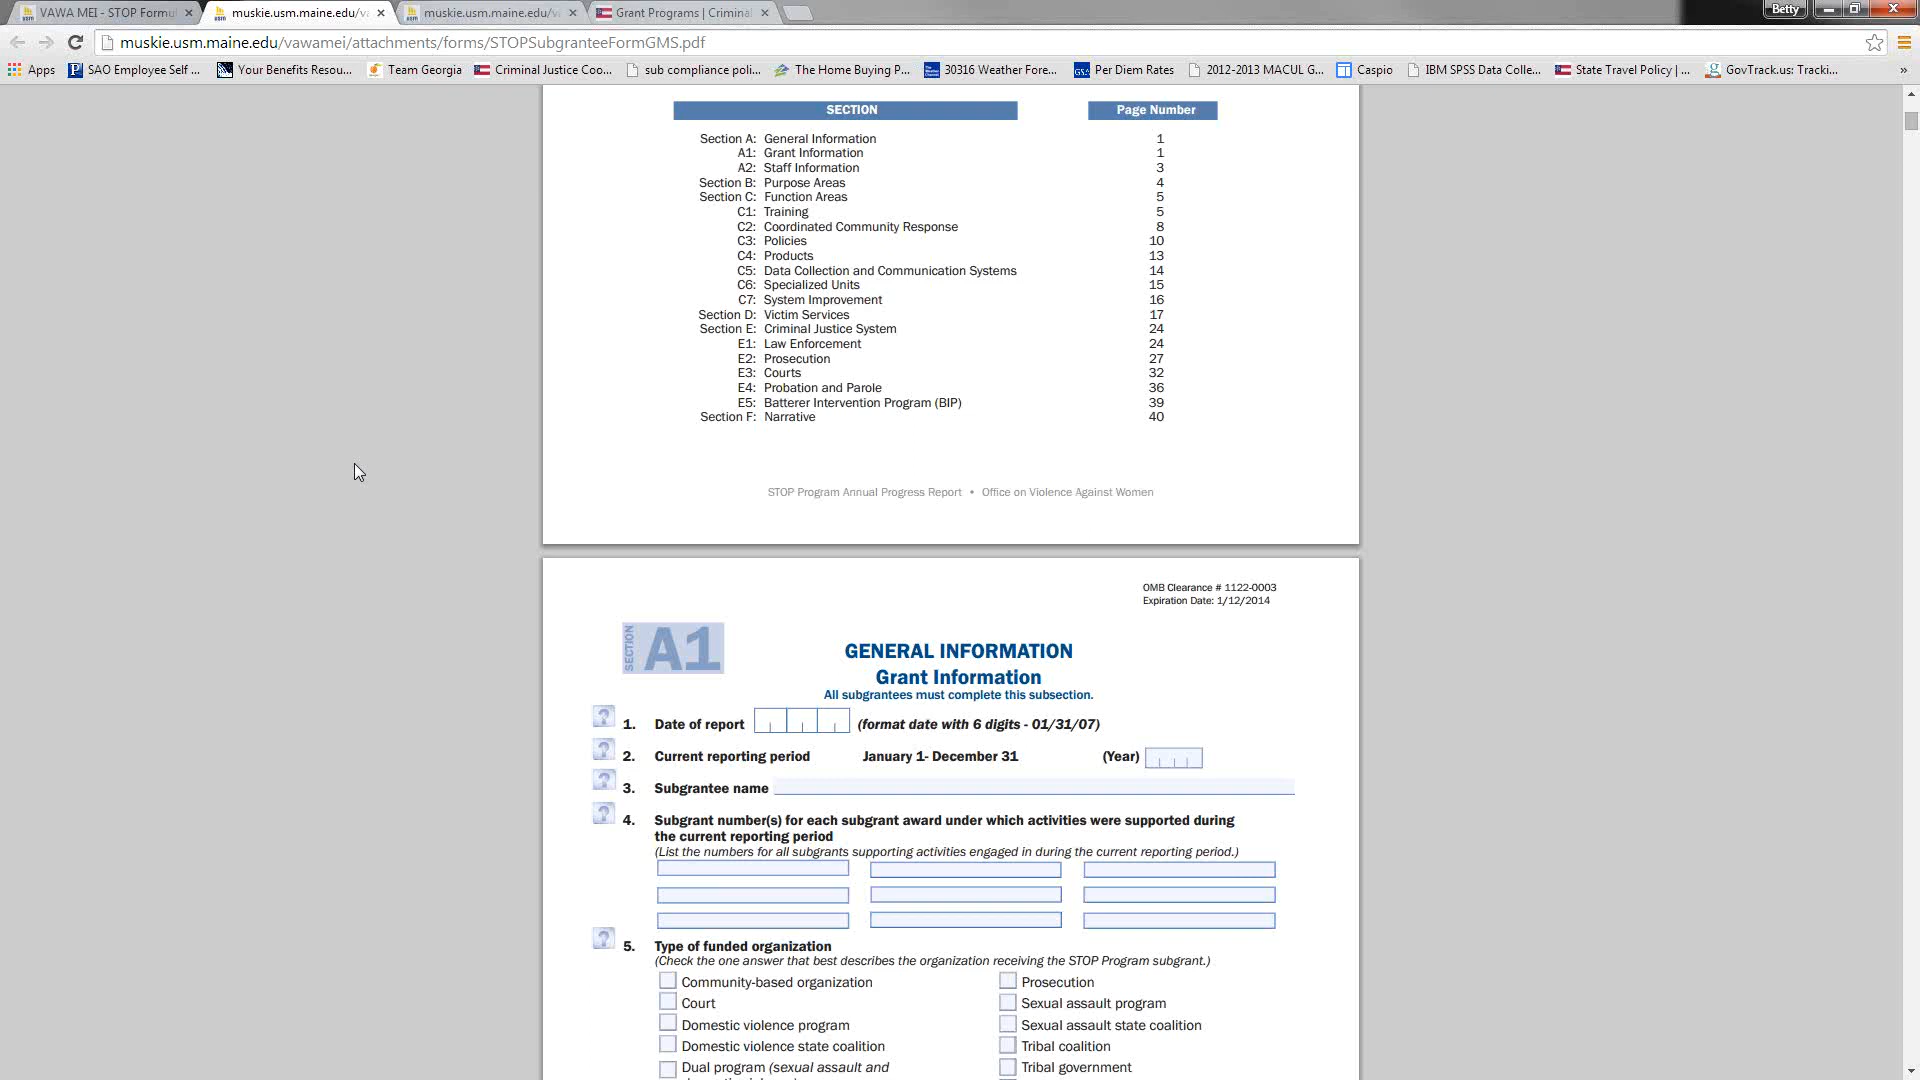 VAWA MEI - STOP Formu
muskie.usm.maine.edu/va
muskie.usm.maine.edu/va
Grant Programs | Crimina
Betty
muskie.usm.maine.edu/vawamei/attachments/forms/STOPSubgranteeFormGMS.pdf
Apps
SAO Employee Self ...
Your Benefits Resou...
Team Georgia
Criminal Justice Coo...
sub compliance poli...
The Home Buying P...
30316 Weather Fore...
GSA
Per Diem Rates
2012-2013 MACUL G...
Caspio
IBM SPSS Data Colle...
State Travel Policy | ...
GovTrack.us: Tracki...
»
SECTION Page Number
Section A: General Information 1
A1: Grant Information 1
A2: Staff Information 3
Section B: Purpose Areas 4
Section C: Function Areas 5
C1: Training 5
C2: Coordinated Community Response 8
C3: Policies 10
C4: Products 13
C5: Data Collection and Communication Systems 14
C6: Specialized Units 15
C7: System Improvement 16
Section D: Victim Services 17
Section E: Criminal Justice System 24
E1: Law Enforcement 24
E2: Prosecution 27
E3: Courts 32
E4: Probation and Parole 36
E5: Batterer Intervention Program (BIP) 39
Section F: Narrative 40
STOP Program Annual Progress Report • Office on Violence Against Women
OMB Clearance # 1122-0003
Expiration Date: 1/12/2014
SECTION A1
GENERAL INFORMATION
Grant Information
All subgrantees must complete this subsection.
? 1. Date of report (format date with 6 digits - 01/31/07)
? 2. Current reporting period January 1- December 31 (Year)
? 3. Subgrantee name
? 4. Subgrant number(s) for each subgrant award under which activities were supported during
the current reporting period
(List the numbers for all subgrants supporting activities engaged in during the current reporting period.)
? 5. Type of funded organization
(Check the one answer that best describes the organization receiving the STOP Program subgrant.)
Community-based organization Prosecution
Court Sexual assault program
Domestic violence program Sexual assault state coalition
Domestic violence state coalition Tribal coalition
Dual program (sexual assault and Tribal government